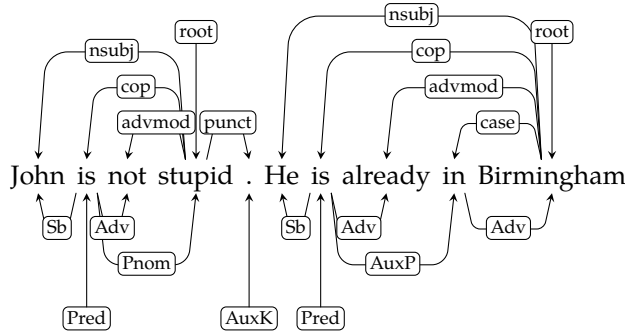 nsubj
root
nsubj
root
cop
cop
advmod
advmod punct
case
John is not stupid . He is already in Birmingham
Sb Adv Sb Adv Adv
Pnom AuxP
Pred AuxK Pred